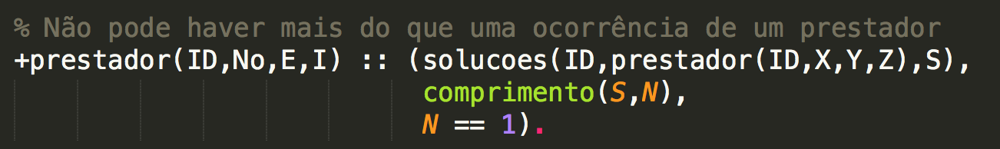 % Não pode haver mais do que uma ocorrência de um prestador
+prestador(ID,No,E,I) :: (solucoes(ID,prestador(ID,X,Y,Z),S),
comprimento(S,N),
N == 1).